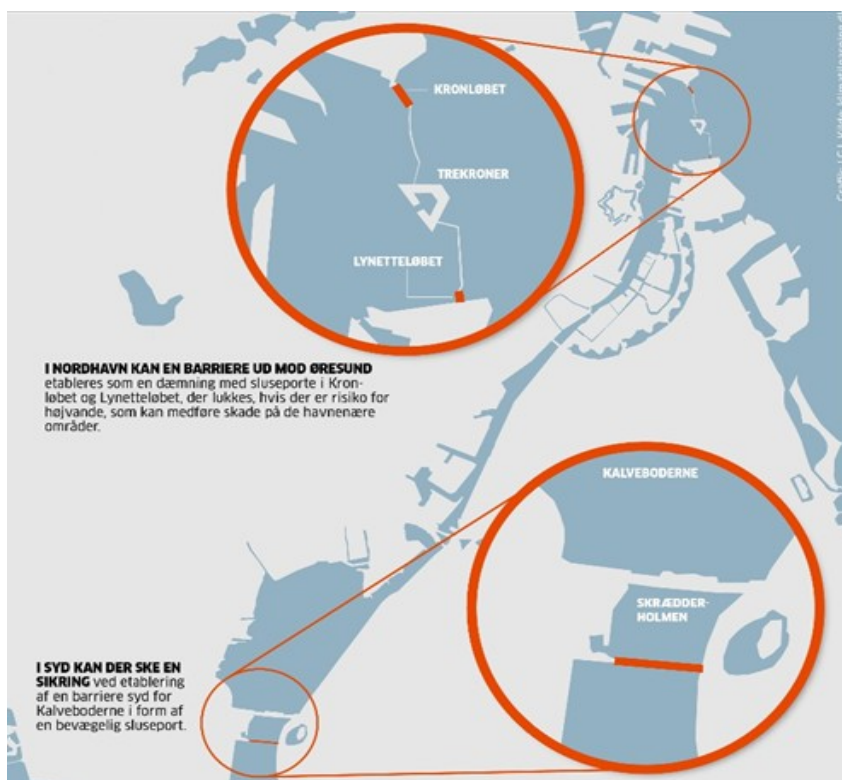 KRONLØBET
TREKRONER
LYNETTELØBET
I NORDHAVN KAN EN BARRIERE UD MOD ØRESUND
etableres som en dæmning med sluseporte i Kron-
løbet og Lynetteløbet, der lukkes, hvis der er risiko for
højvande, som kan medføre skade på de havnenære
områder.
KALVEBODERNE
SKRÆDDER-
HOLMEN
I SYD KAN DER SKE EN
SIKRING ved etablering
af en barriere syd for
Kalveboderne i form af
en bevægelig sluseport.